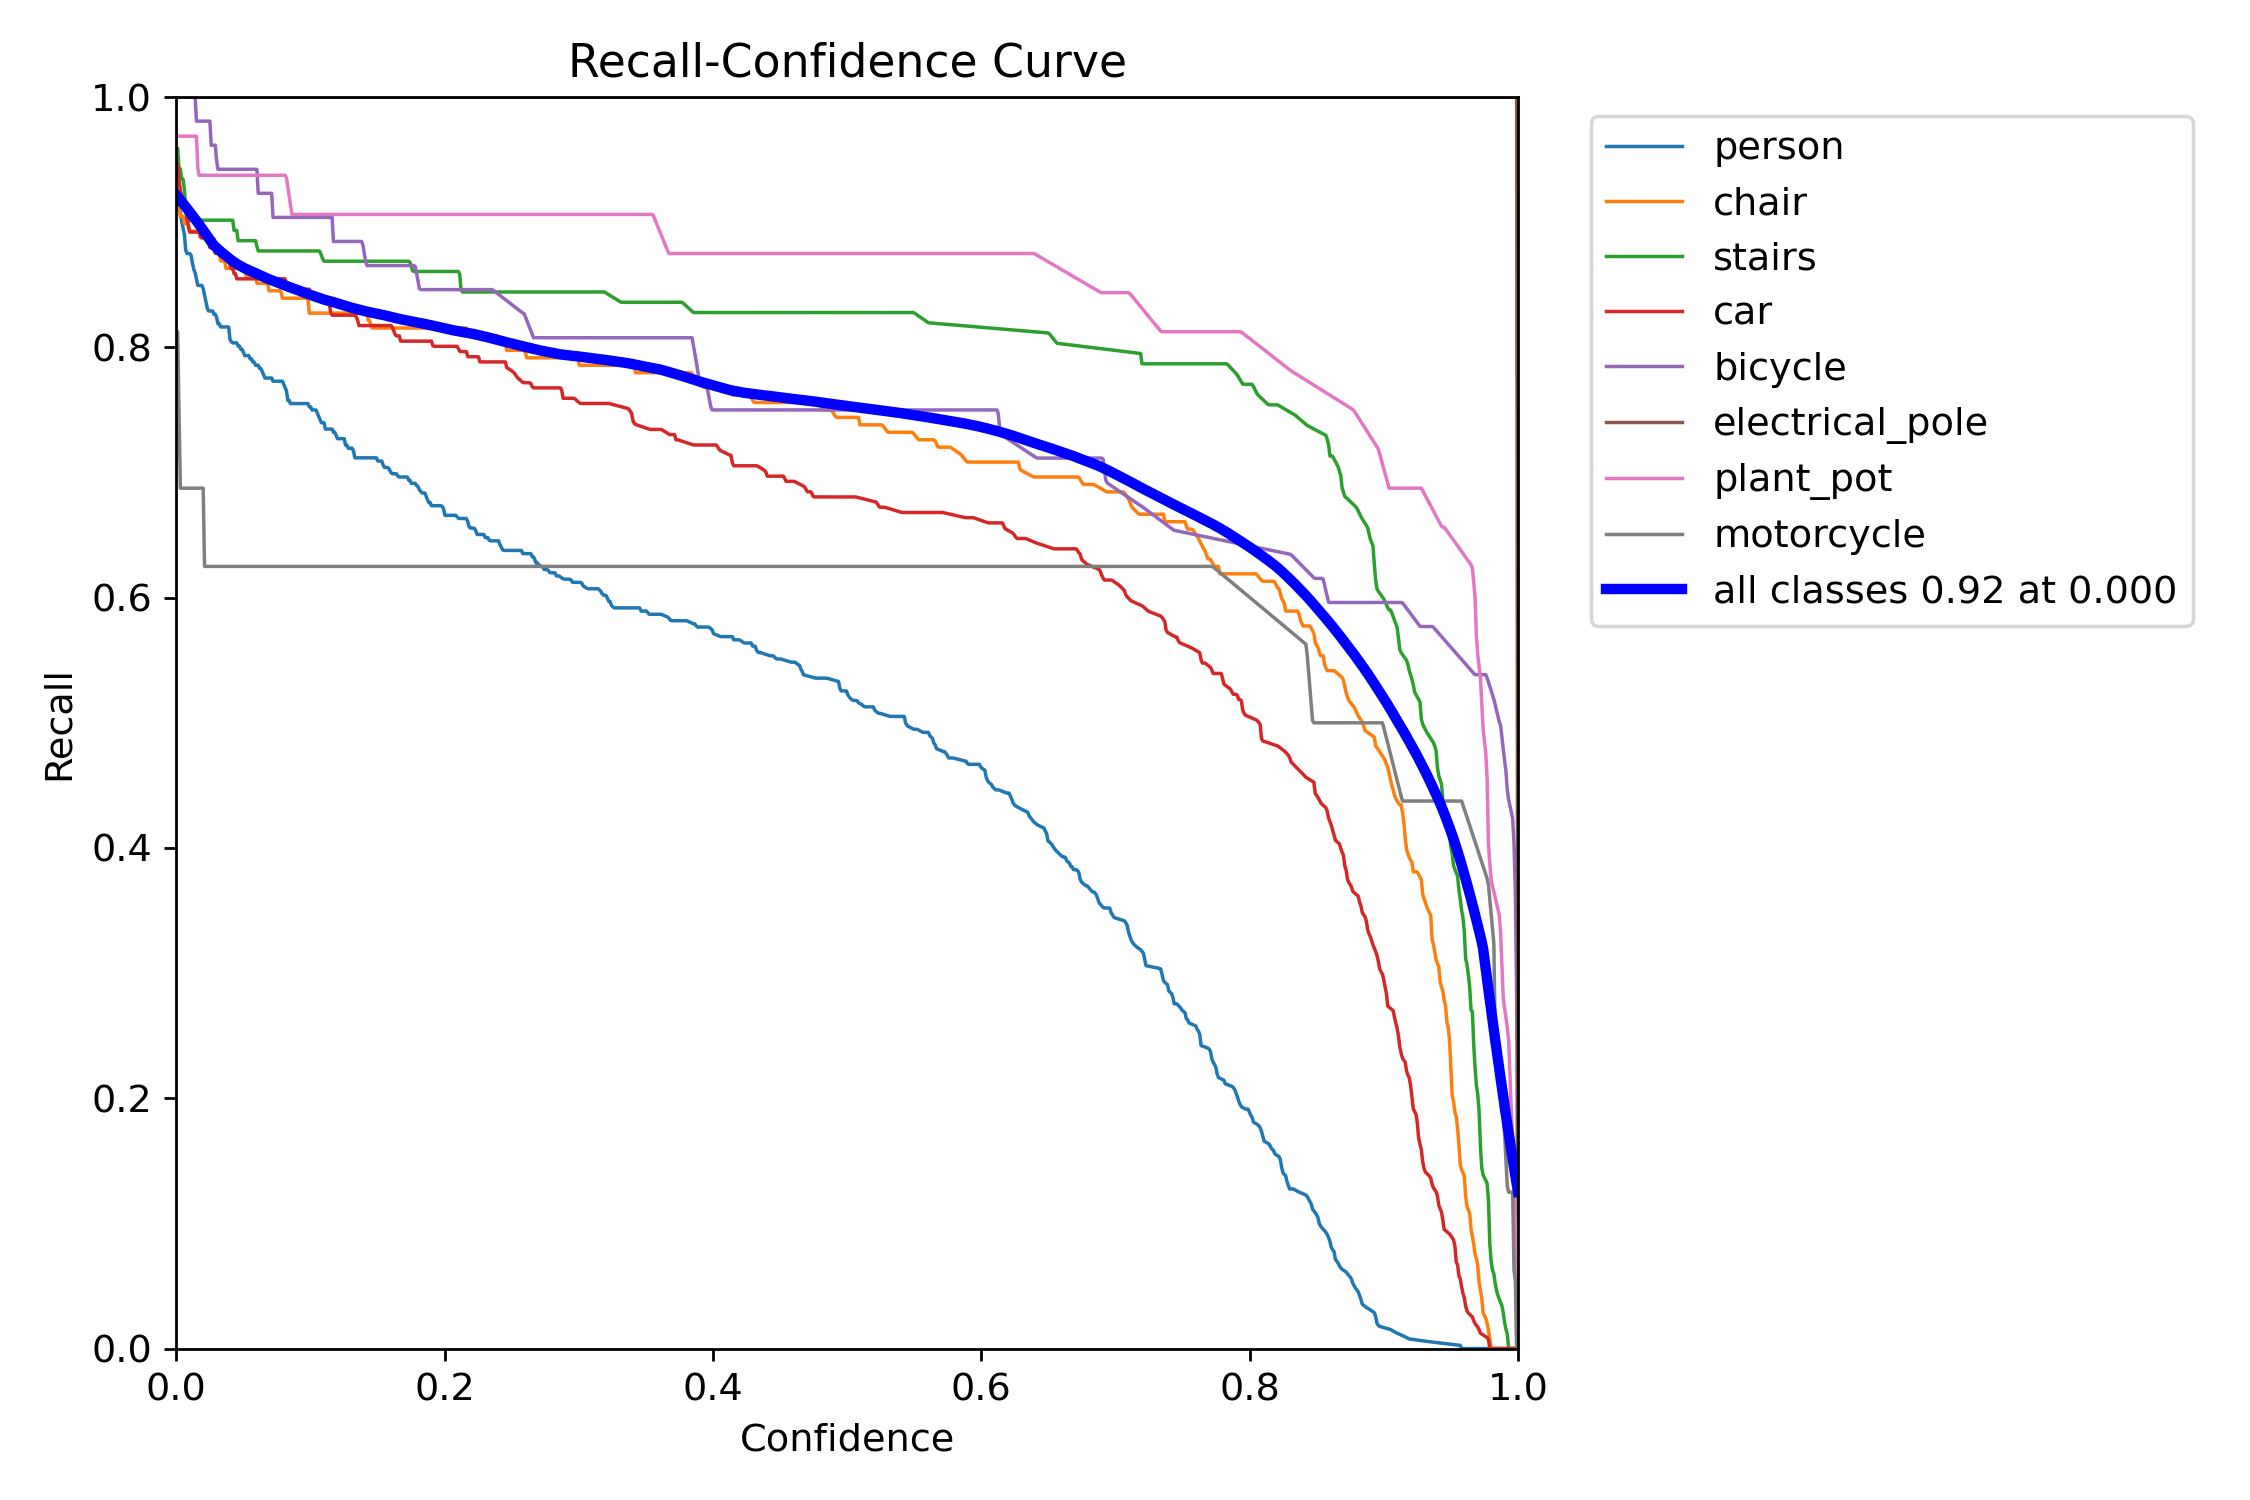 Recall-Confidence Curve
1.0
0.8
0.6
0.4
0.2
0.0
Recall
0.0 0.2 0.4 0.6 0.8 1.0
Confidence
person
chair
stairs
car
bicycle
electrical_pole
plant_pot
motorcycle
all classes 0.92 at 0.000